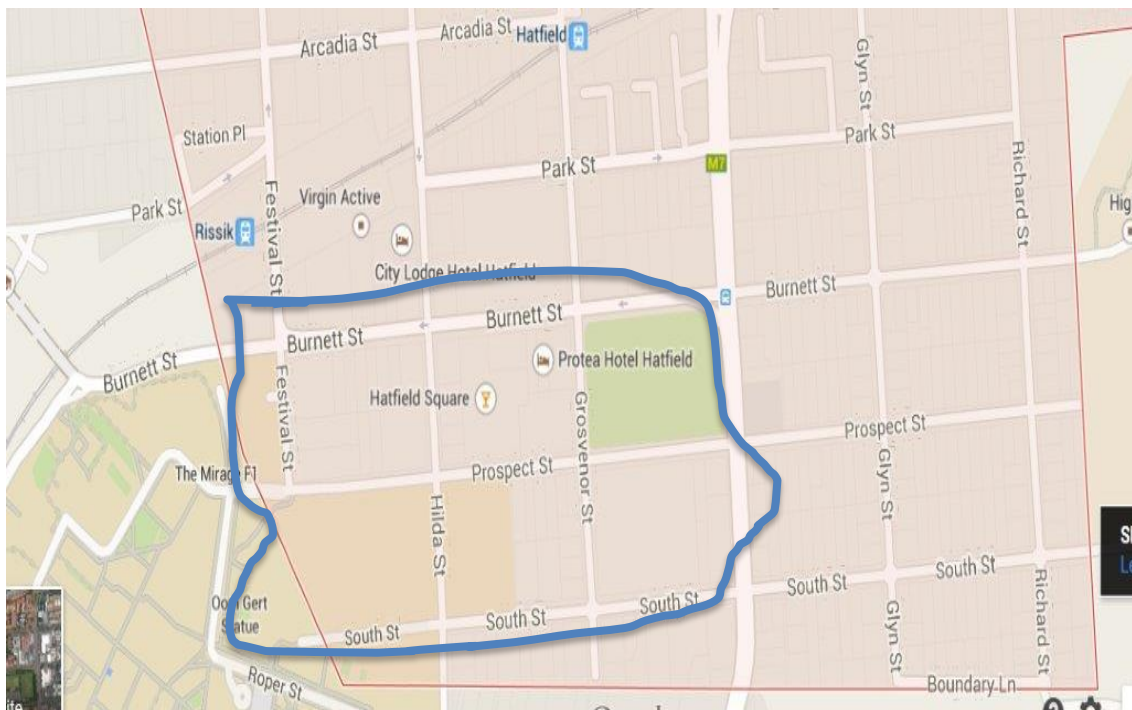 Arcadia St
Arcadia St
Hatfield
Glyn St
Station Pl
Park St
Park St
M7
Richard St
Virgin Active
Park St
Festival St
Rissik
Hig
City Lodge Hotel Hatfield
Burnett St
Burnett St
Burnett St
Burnett St
Protea Hotel Hatfield
Hatfield Square
Festival St
Grosvenor St
Prospect St
Prospect St
The Mirage F1
Glyn St
Hilda St
South St
South St
South St
South St
South St
Oom Gert
Statue
Richard St
Glyn St
Roper St
Boundary Ln